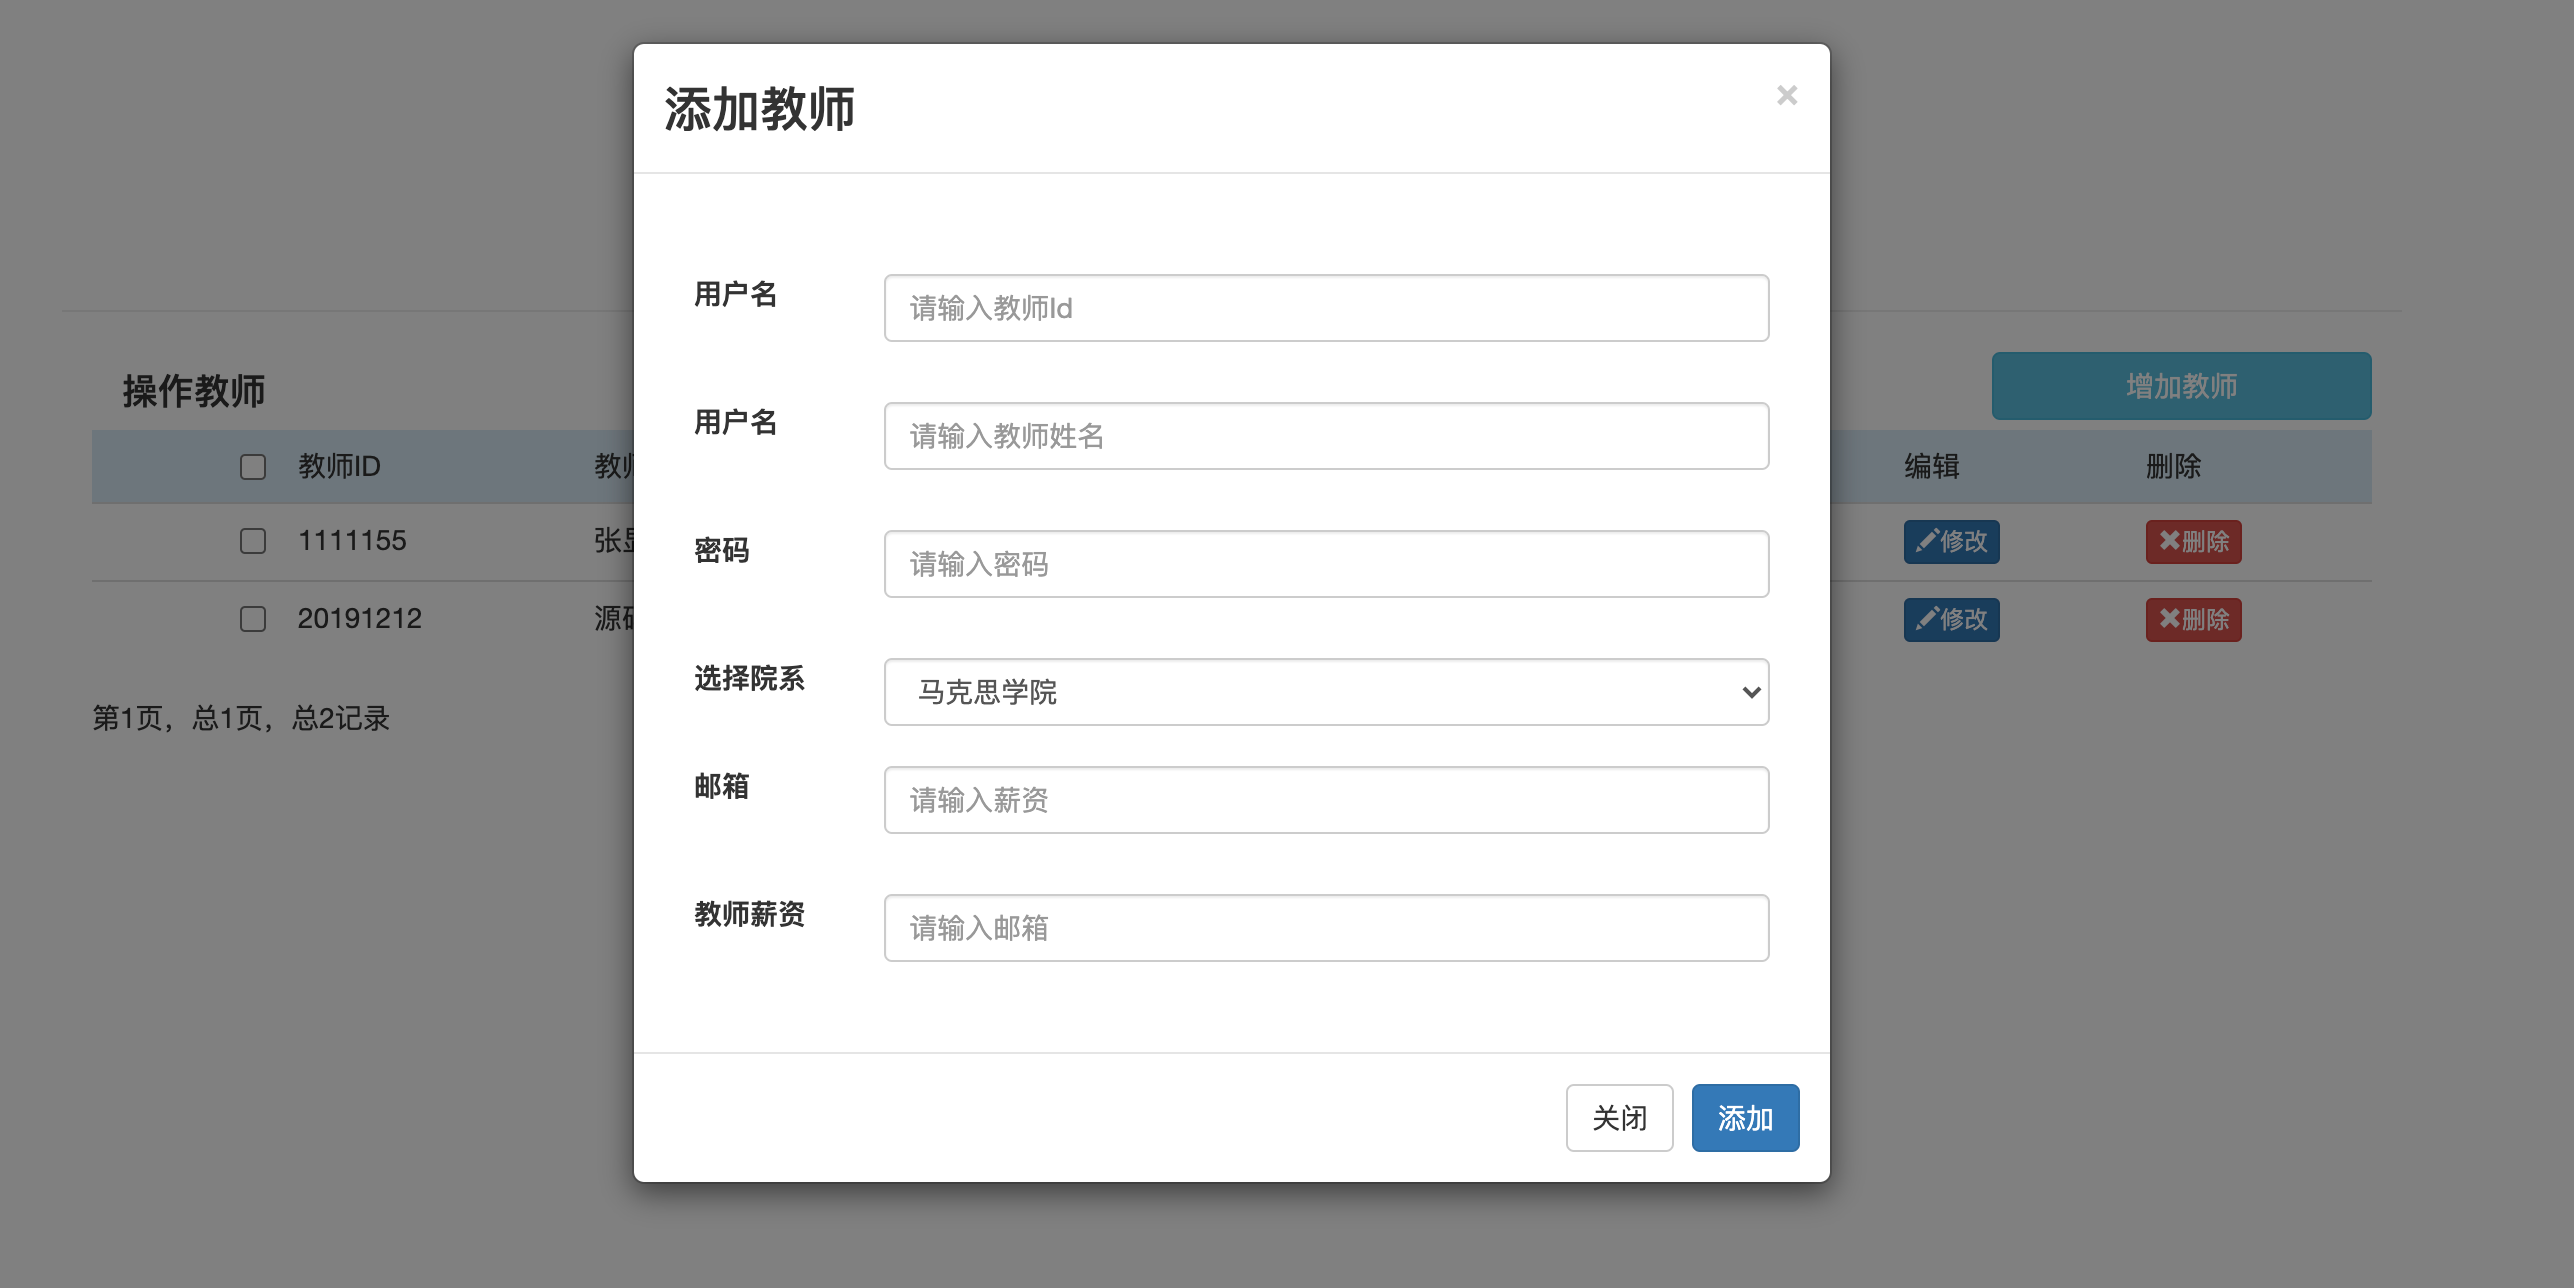 添加教师
×
用户名 请输入教师Id
用户名 请输入教师姓名
密码 请输入密码
选择院系 马克思学院
邮箱 请输入薪资
教师薪资 请输入邮箱
关闭 添加
操作教师 增加教师
教师ID 教师 编辑 删除
1111155 张 修改 删除
20191212 源 修改 删除
第1页，总1页，总2记录